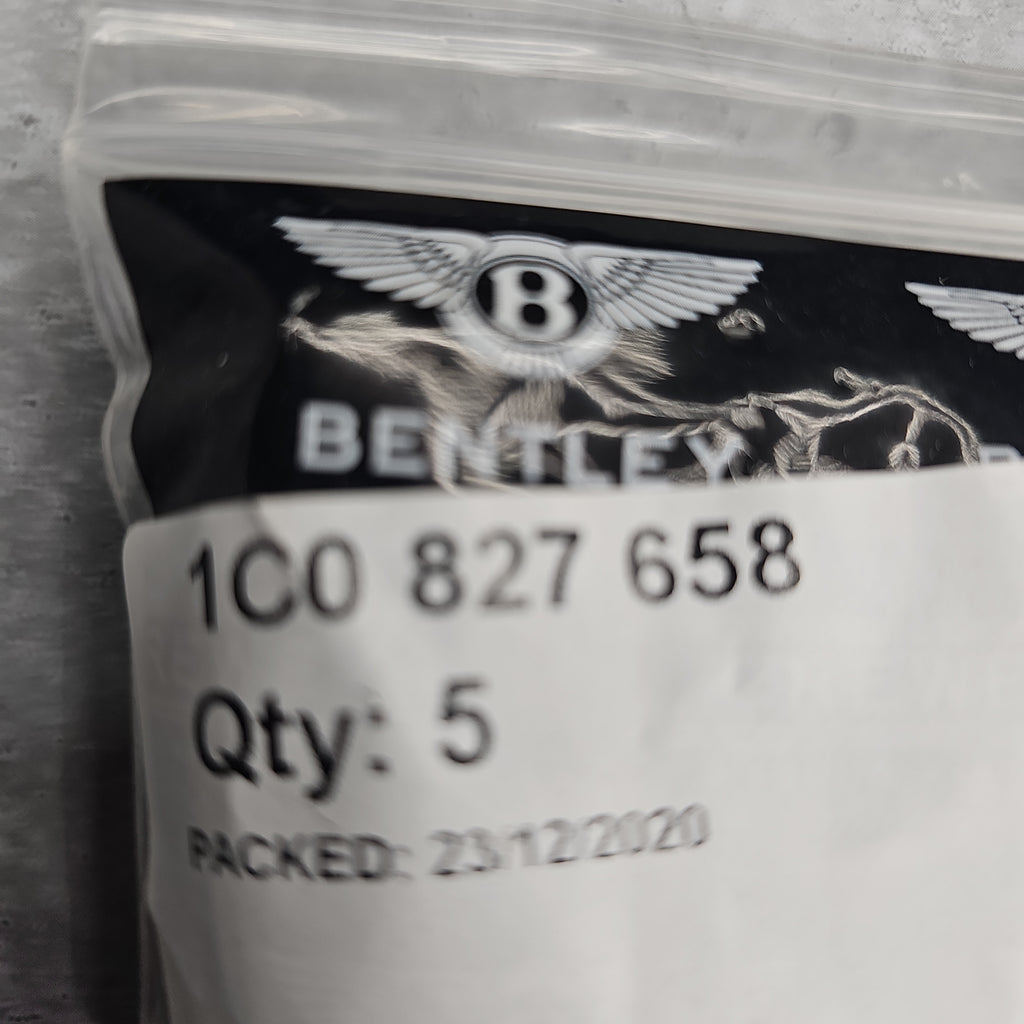 B
BENTLEY
1C0 827 658
Qty: 5
PACKED: 23/12/2020